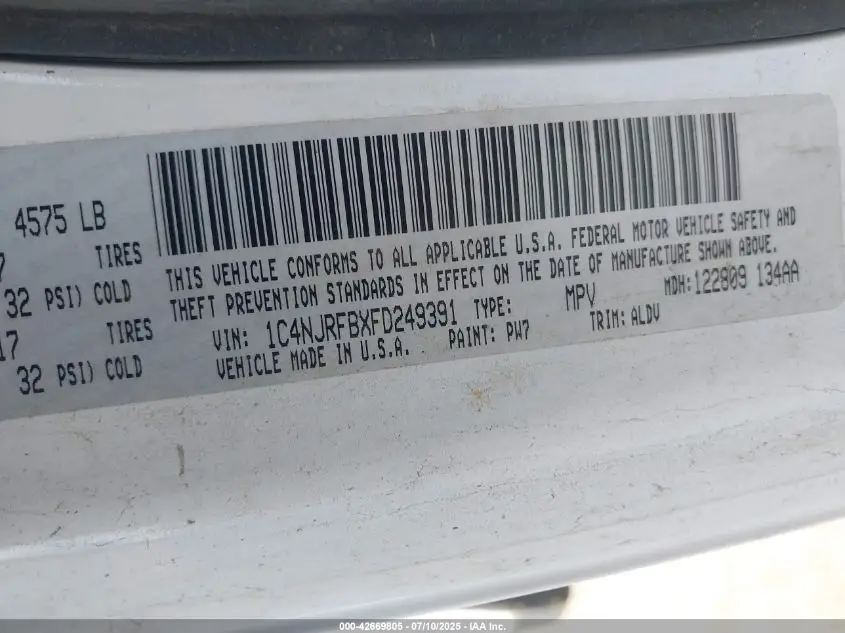 4575 LB
7 TIRES
32 PSI) COLD
17 TIRES
32 PSI) COLD
THIS VEHICLE CONFORMS TO ALL APPLICABLE U.S.A. FEDERAL MOTOR VEHICLE SAFETY AND
THEFT PREVENTION STANDARDS IN EFFECT ON THE DATE OF MANUFACTURE SHOWN ABOVE.
VIN: 1C4NJRFBXFD249391 TYPE: MPV MDH:122809 134AA
VEHICLE MADE IN U.S.A. PAINT: PW7 TRIM: ALDV
000-42669805 - 07/10/2025 - IAA Inc.